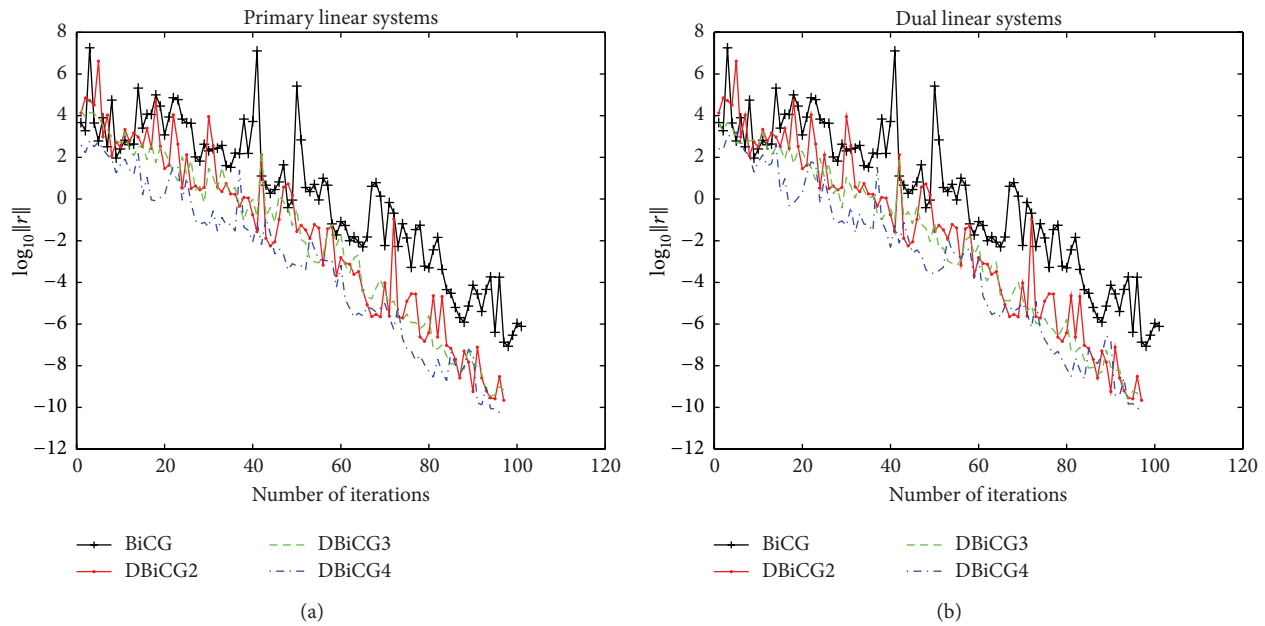 Primary linear systems
8
6
4
2
0
−2
−4
−6
−8
−10
−12
log10‖r‖
0 20 40 60 80 100 120
Number of iterations
BiCG
DBiCG2
DBiCG3
DBiCG4
(a)
Dual linear systems
8
6
4
2
0
−2
−4
−6
−8
−10
−12
log10‖r‖
0 20 40 60 80 100 120
Number of iterations
BiCG
DBiCG2
DBiCG3
DBiCG4
(b)